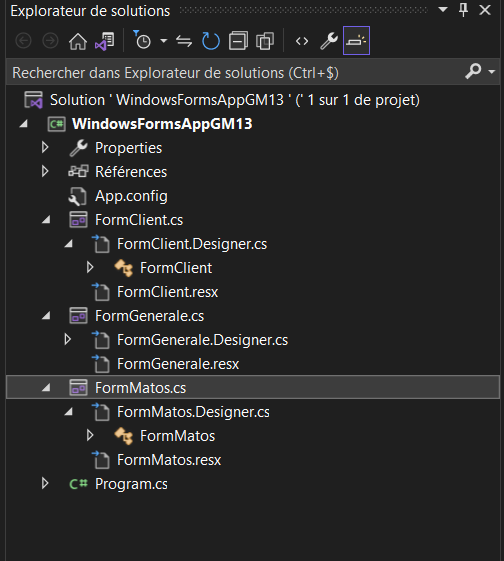 Explorateur de solutions
Rechercher dans Explorateur de solutions (Ctrl+$)
Solution ' WindowsFormsAppGM13 ' (' 1 sur 1 de projet)
C# WindowsFormsAppGM13
Properties
Références
App.config
FormClient.cs
FormClient.Designer.cs
FormClient
FormClient.resx
FormGenerale.cs
FormGenerale.Designer.cs
FormGenerale.resx
FormMatos.cs
FormMatos.Designer.cs
FormMatos
FormMatos.resx
C# Program.cs